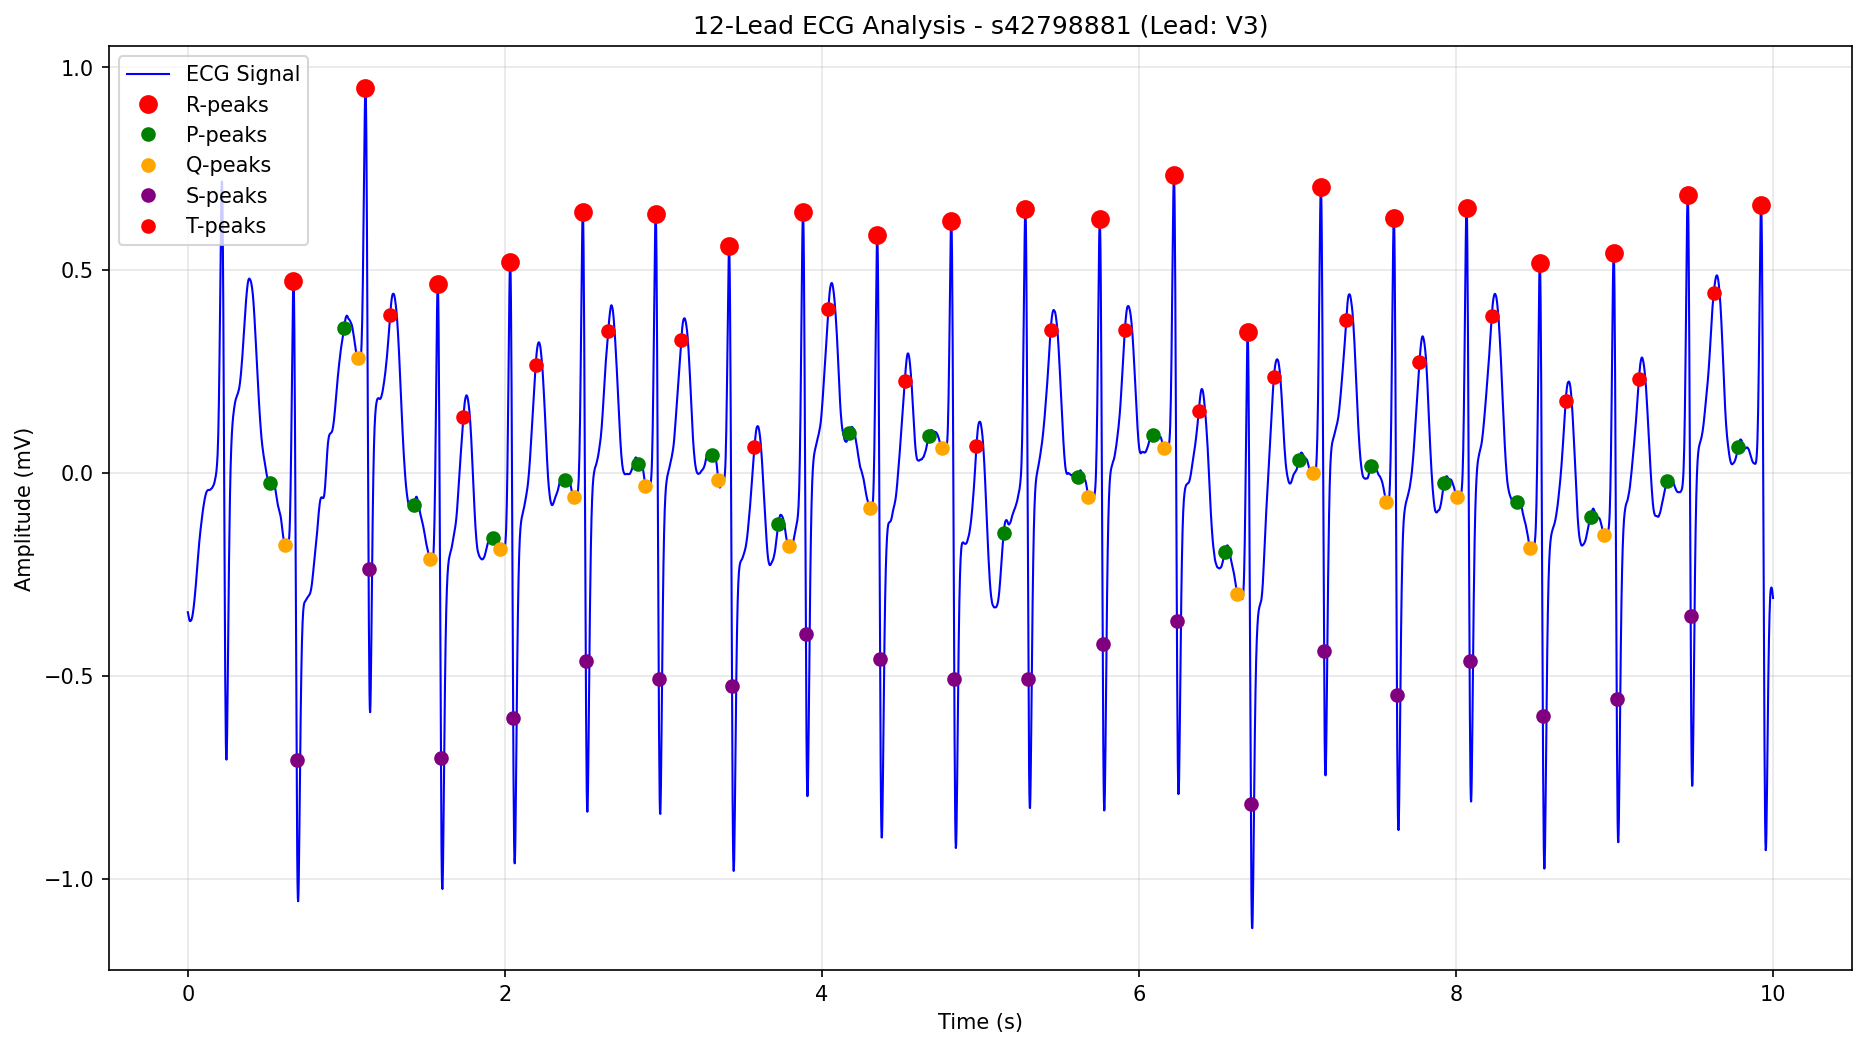 12-Lead ECG Analysis - s42798881 (Lead: V3)
ECG Signal
R-peaks
P-peaks
Q-peaks
S-peaks
T-peaks
1.0
0.5
0.0
−0.5
−1.0
Amplitude (mV)
0 2 4 6 8 10
Time (s)